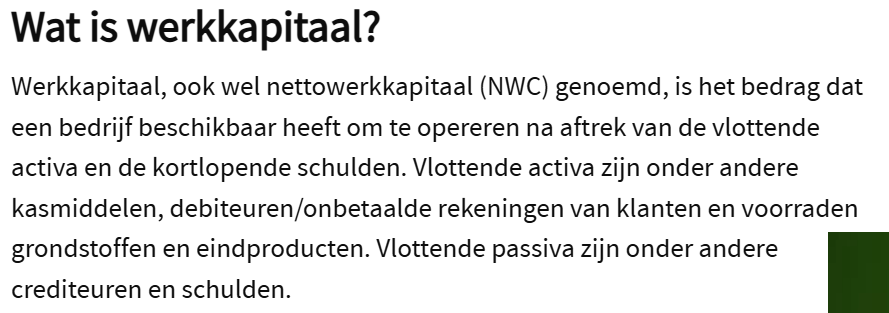 Wat is werkkapitaal?
Werkkapitaal, ook wel nettowerkkapitaal (NWC) genoemd, is het bedrag dat
een bedrijf beschikbaar heeft om te opereren na aftrek van de vlottende
activa en de kortlopende schulden. Vlottende activa zijn onder andere
kasmiddelen, debiteuren/onbetaalde rekeningen van klanten en voorraden
grondstoffen en eindproducten. Vlottende passiva zijn onder andere
crediteuren en schulden.